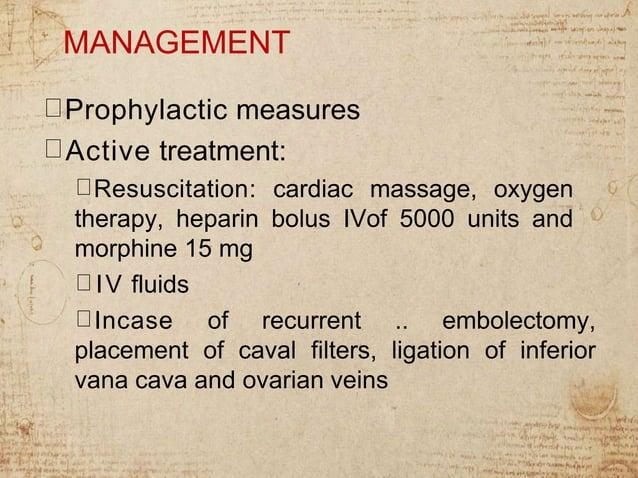 MANAGEMENT
Prophylactic measures
Active treatment:
Resuscitation: cardiac massage, oxygen
therapy, heparin bolus IVof 5000 units and
morphine 15 mg
IV fluids
Incase of recurrent .. embolectomy,
placement of caval filters, ligation of inferior
vana cava and ovarian veins